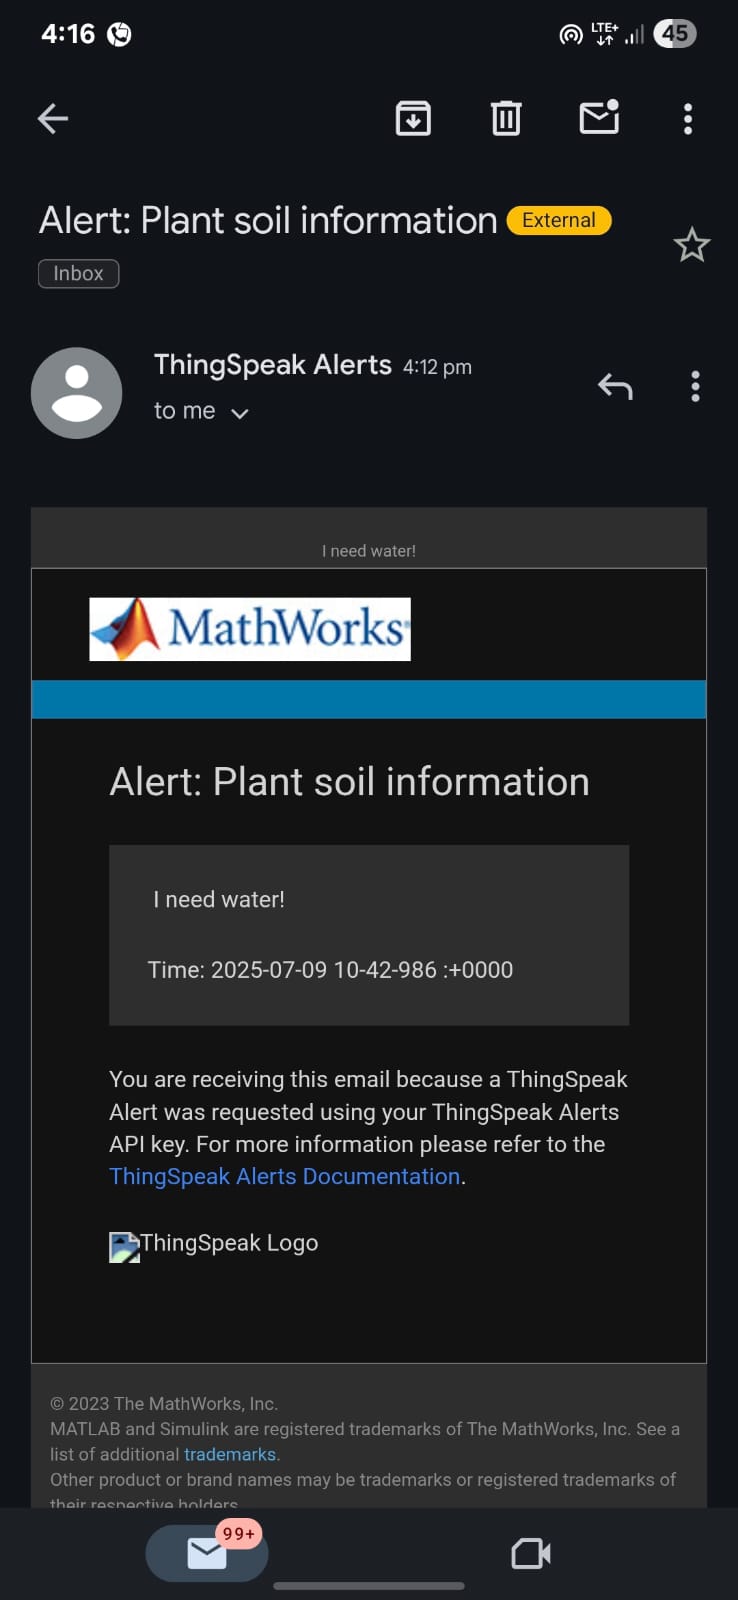 4:16
LTE+
45
Alert: Plant soil information External
Inbox
ThingSpeak Alerts 4:12 pm
to me
I need water!
MathWorks®
Alert: Plant soil information
I need water!
Time: 2025-07-09 10-42-986 :+0000
You are receiving this email because a ThingSpeak
Alert was requested using your ThingSpeak Alerts
API key. For more information please refer to the
ThingSpeak Alerts Documentation.
ThingSpeak Logo
© 2023 The MathWorks, Inc.
MATLAB and Simulink are registered trademarks of The MathWorks, Inc. See a
list of additional trademarks.
Other product or brand names may be trademarks or registered trademarks of
their respective holders
99+